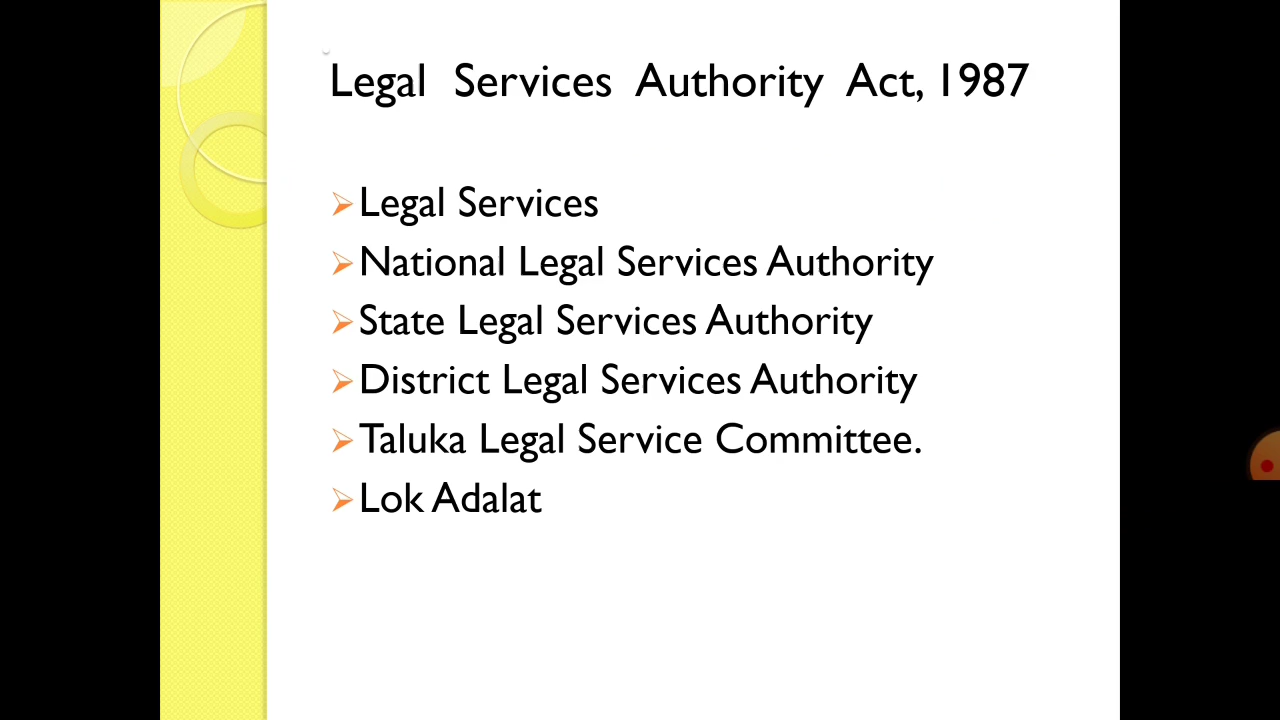 Legal Services Authority Act, 1987
Legal Services
National Legal Services Authority
State Legal Services Authority
District Legal Services Authority
Taluka Legal Service Committee.
Lok Adalat